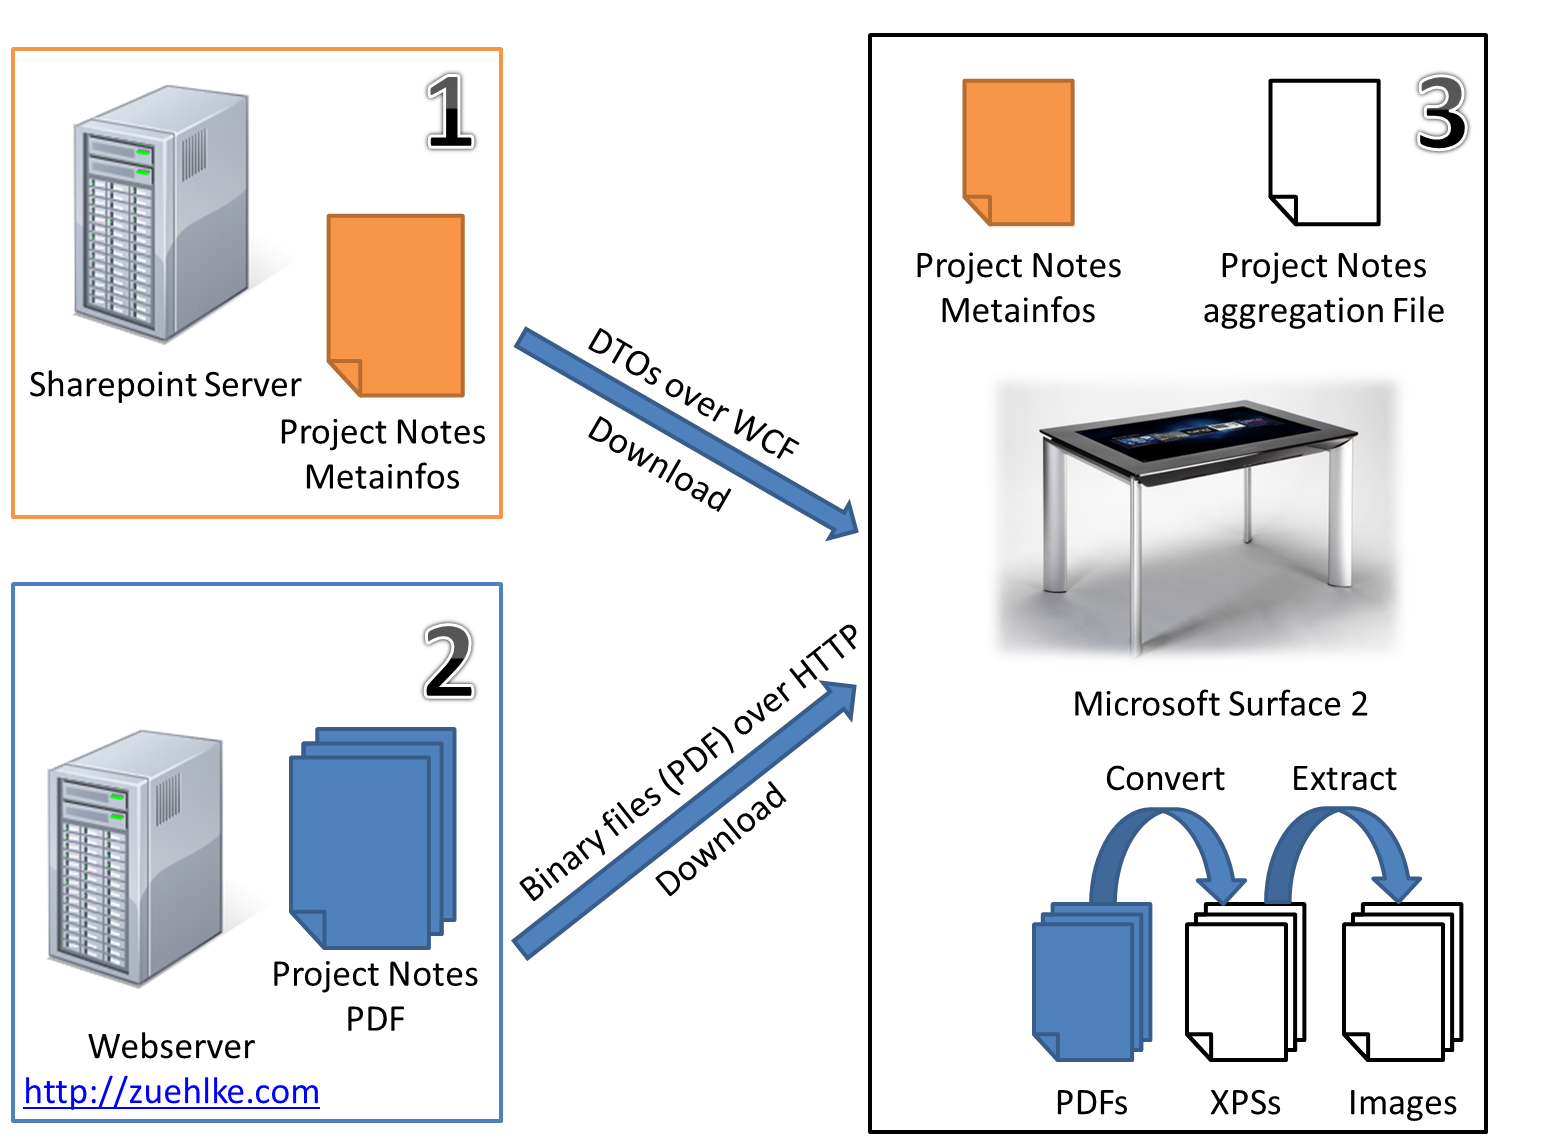 1
Sharepoint Server
Project Notes
Metainfos
DTOs over WCF
Download
2
Project Notes
PDF
Webserver
http://zuehlke.com
Binary files (PDF) over HTTP
Download
3
Project Notes
Metainfos
Project Notes
aggregation File
Microsoft Surface 2
Convert
Extract
PDFs
XPSs
Images